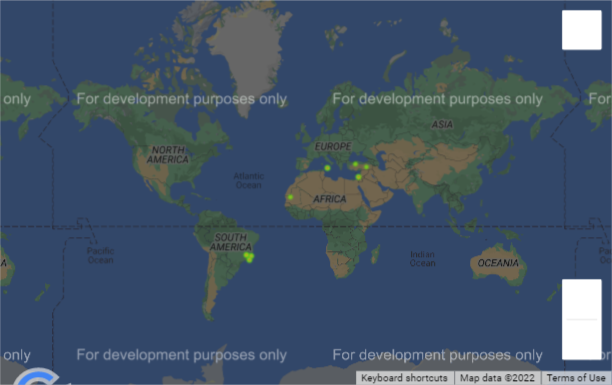 only
For development purposes only
For development purposes only
ASIA
NORTH
AMERICA
EUROPE
Atlantic
Ocean
AFRICA
SOUTH
AMERICA
Pacific
Ocean
Indian
Ocean
OCEANIA
A
Pa
Oc
only
For development purposes only
For development purposes only
Keyboard shortcuts
Map data ©2022
Terms of Use